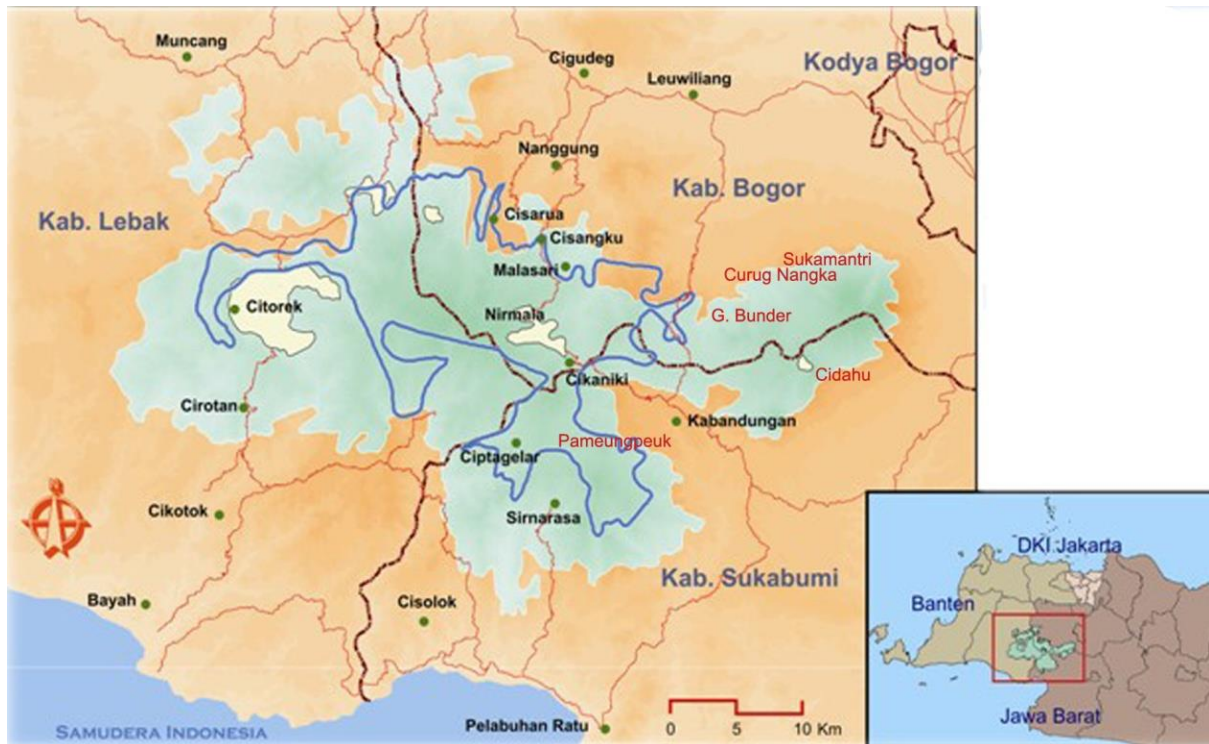 Muncang
Cigudeg
Kodya Bogor
Leuwiliang
Nanggung
Kab. Bogor
Kab. Lebak
Cisarua
Cisangku
Malasari
Sukamantri
Curug Nangka
Citorek
Nirmala
G. Bunder
Cikaniki
Cidahu
Cirotan
Kabandungan
Pameungpeuk
Ciptagelar
Cikotok
Sirnarasa
Kab. Sukabumi
Bayah
Cisolok
Pelabuhan Ratu
0 5 10 Km
SAMUDERA INDONESIA
DKI Jakarta
Banten
Jawa Barat